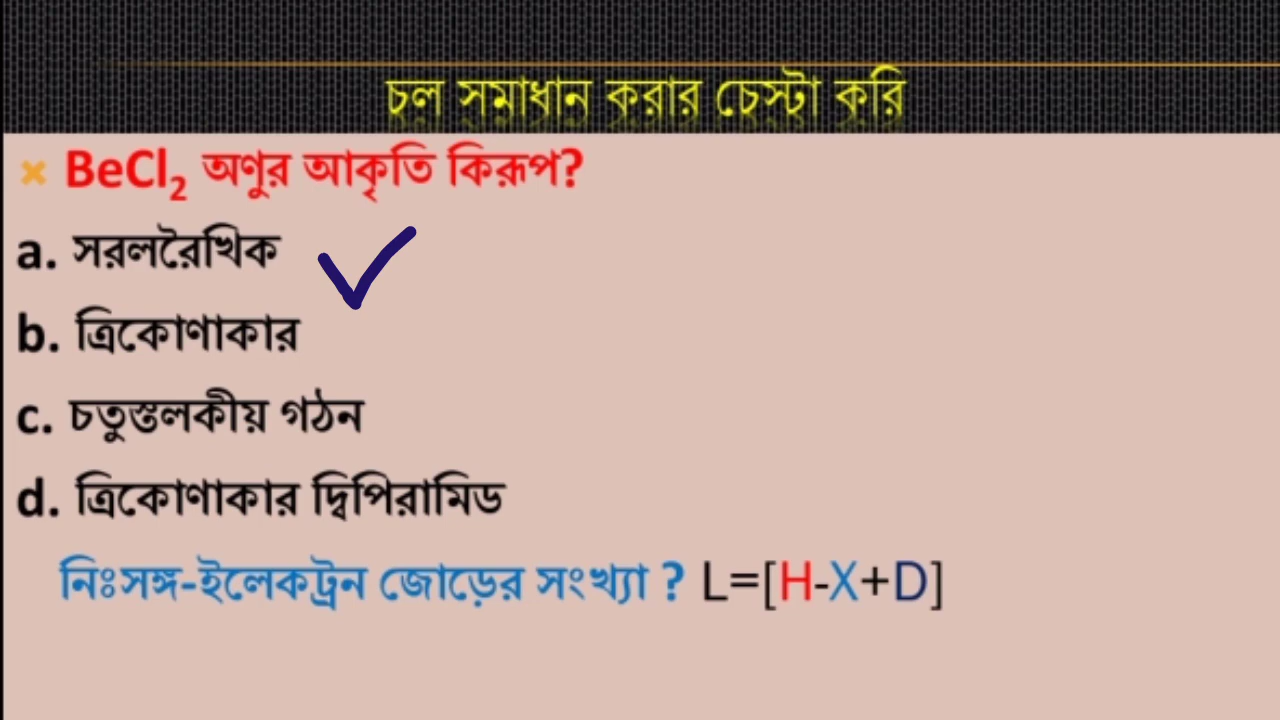 চল সমাধান করার চেস্টা করি
BeCl₂ অণুর আকৃতি কিরূপ?
a. সরলরৈখিক
b. ত্রিকোণাকার
c. চতুস্তলকীয় গঠন
d. ত্রিকোণাকার দ্বিপিরামিড
নিঃসঙ্গ-ইলেকট্রন জোড়ের সংখ্যা ? L=[H-X+D]